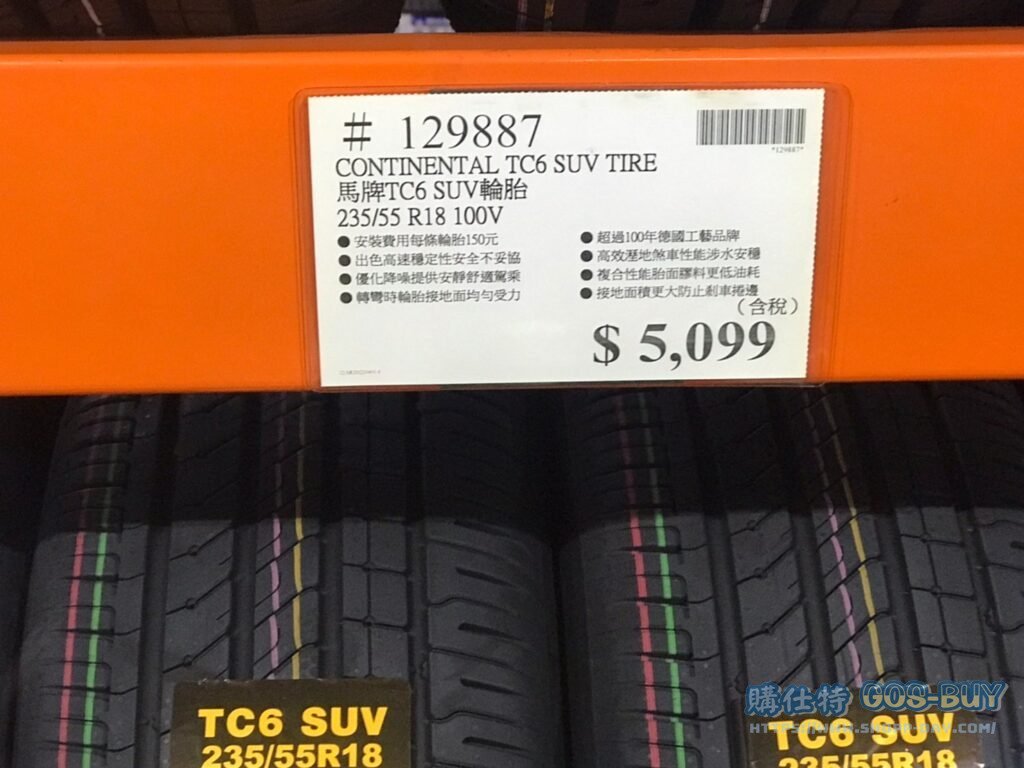 # 129887
*129887*
CONTINENTAL TC6 SUV TIRE
馬牌TC6 SUV輪胎
235/55 R18 100V
● 安裝費用每條輪胎150元
● 出色高速穩定性安全不妥協
● 優化降噪提供安靜舒適駕乘
● 轉彎時輪胎接地面均勻受力
● 超過100年德國工藝品牌
● 高效溼地煞車性能涉水安穩
● 複合性能胎面膠料更低油耗
● 接地面積更大防止剎車捲邊
（含稅）
$ 5,099
TC6 SUV
235/55R18
TC6 SUV
235/55R18
購仕特 GOS-BUY